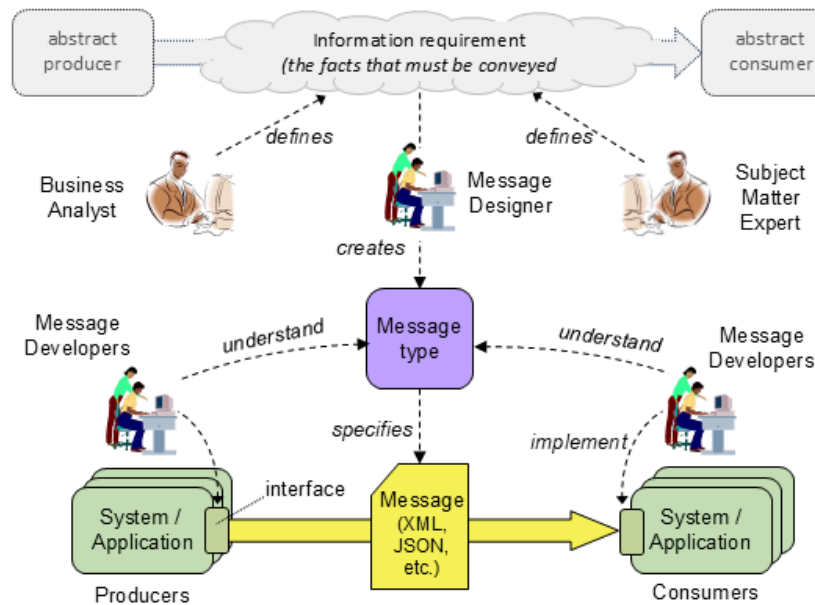 abstract
producer
Information requirement
(the facts that must be conveyed
abstract
consumer
defines
defines
Business
Analyst
Message
Designer
Subject
Matter
Expert
creates
Message
Developers
understand
Message
type
understand
Message
Developers
specifies
implement
interface
System /
Application
Message
(XML,
JSON,
etc.)
System /
Application
Producers
Consumers